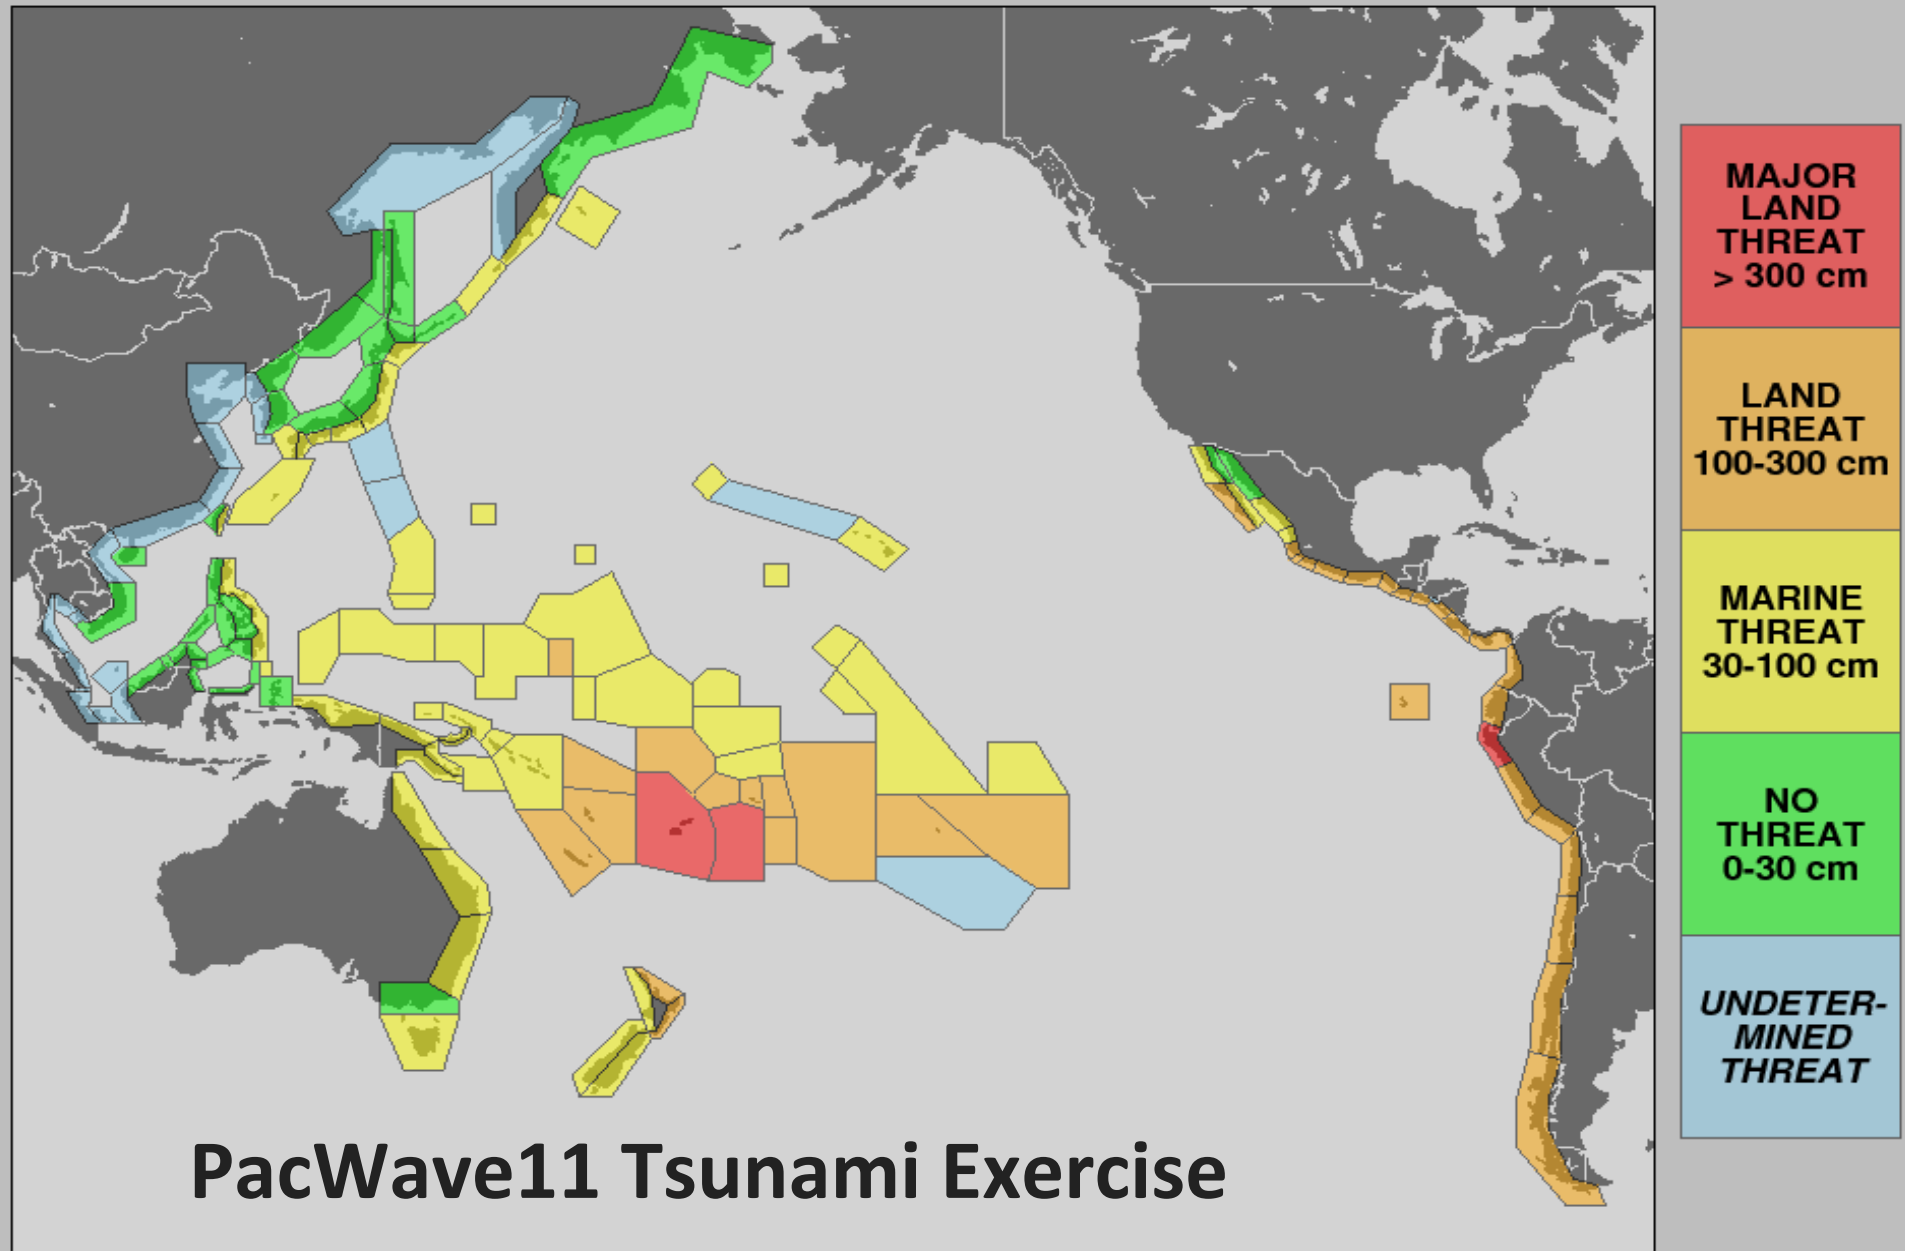 MAJOR
LAND
THREAT
> 300 cm
LAND
THREAT
100-300 cm
MARINE
THREAT
30-100 cm
NO
THREAT
0-30 cm
UNDETER-
MINED
THREAT
PacWave11 Tsunami Exercise